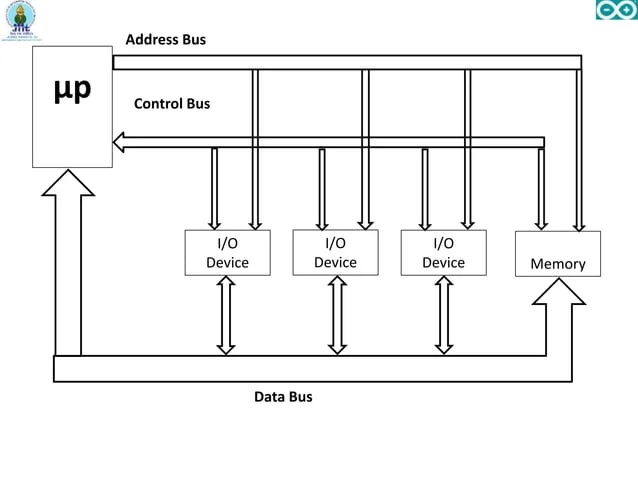 Address Bus
μp
Control Bus
I/O
Device
I/O
Device
I/O
Device
Memory
Data Bus